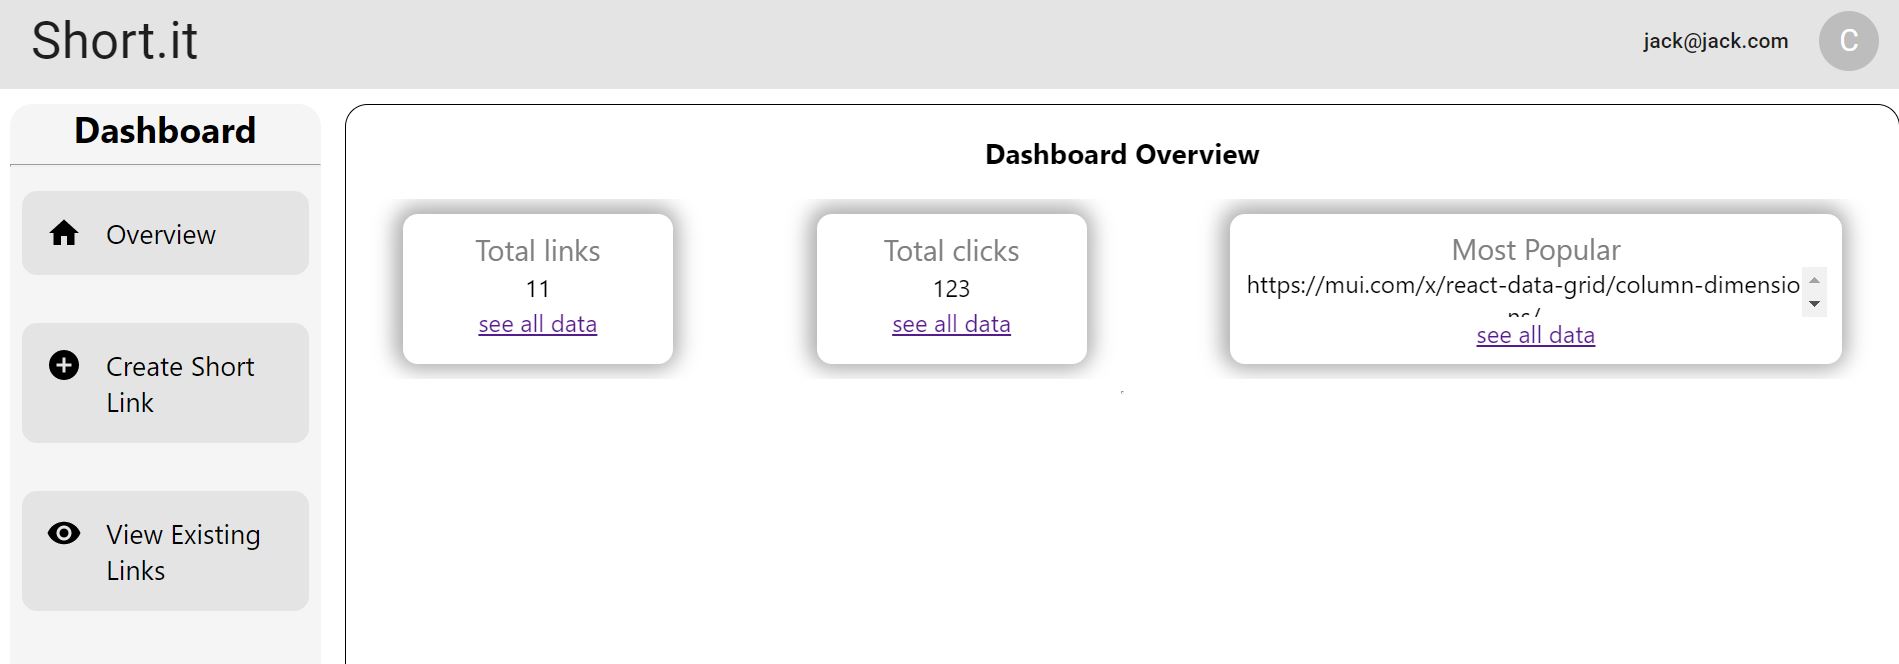 Short.it
jack@jack.com
C
Dashboard
Overview
Create Short
Link
View Existing
Links
Dashboard Overview
Total links
11
see all data
Total clicks
123
see all data
Most Popular
https://mui.com/x/react-data-grid/column-dimensio
ns/
see all data